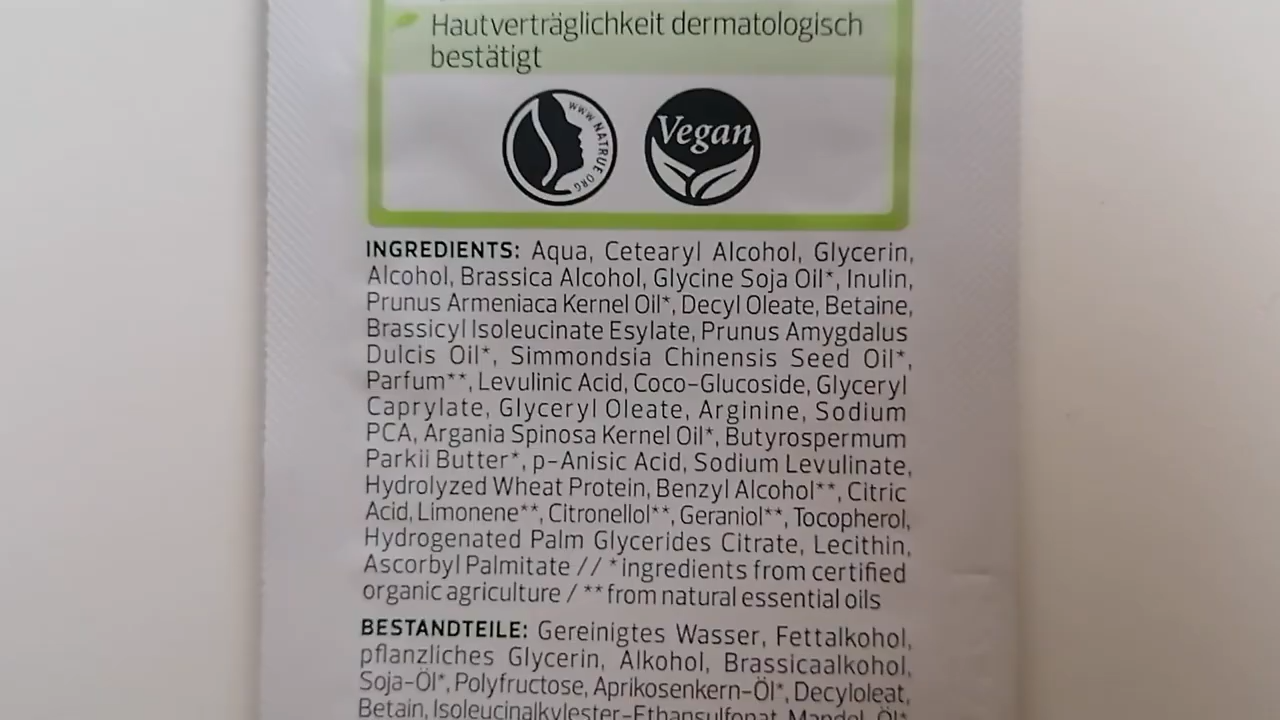 Hautverträglichkeit dermatologisch
bestätigt
WWW.NATRUE.ORG
Vegan
INGREDIENTS: Aqua, Cetearyl Alcohol, Glycerin,
Alcohol, Brassica Alcohol, Glycine Soja Oil*, Inulin,
Prunus Armeniaca Kernel Oil*, Decyl Oleate, Betaine,
Brassicyl Isoleucinate Esylate, Prunus Amygdalus
Dulcis Oil*, Simmondsia Chinensis Seed Oil*,
Parfum**, Levulinic Acid, Coco-Glucoside, Glyceryl
Caprylate, Glyceryl Oleate, Arginine, Sodium
PCA, Argania Spinosa Kernel Oil*, Butyrospermum
Parkii Butter*, p-Anisic Acid, Sodium Levulinate,
Hydrolyzed Wheat Protein, Benzyl Alcohol**, Citric
Acid, Limonene**, Citronellol**, Geraniol**, Tocopherol,
Hydrogenated Palm Glycerides Citrate, Lecithin,
Ascorbyl Palmitate // *ingredients from certified
organic agriculture / **from natural essential oils
BESTANDTEILE: Gereinigtes Wasser, Fettalkohol,
pflanzliches Glycerin, Alkohol, Brassicaalkohol,
Soja-Öl*, Polyfructose, Aprikosenkern-Öl*, Decyloleat,
Betain, Isoleucinalkylester-Ethansulfonat, Mandel-Öl*